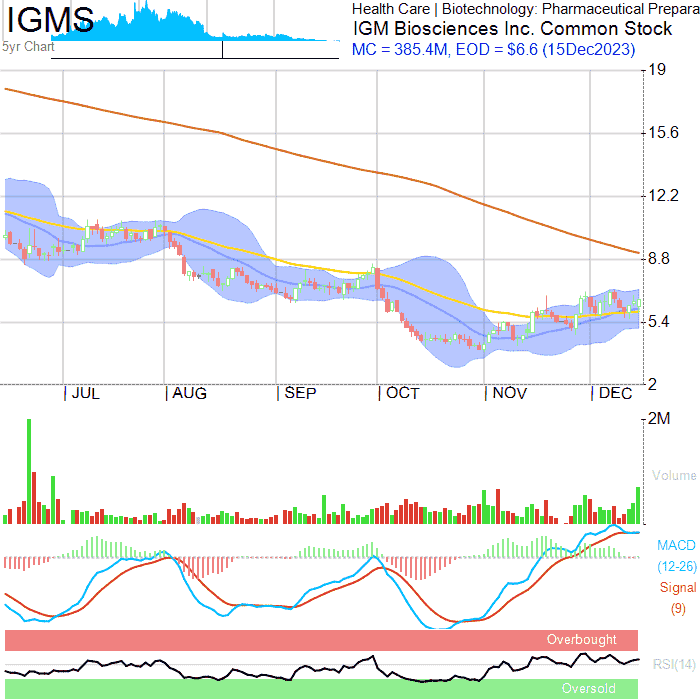 IGMS
Health Care | Biotechnology: Pharmaceutical Prepara
IGM Biosciences Inc. Common Stock
5yr Chart
MC = 385.4M, EOD = $6.6 (15Dec2023)
19
15.6
12.2
8.8
5.4
2
| JUL | AUG | SEP | OCT | NOV | DEC
2M
Volume
MACD
(12-26)
Signal
(9)
Overbought
RSI(14)
Oversold